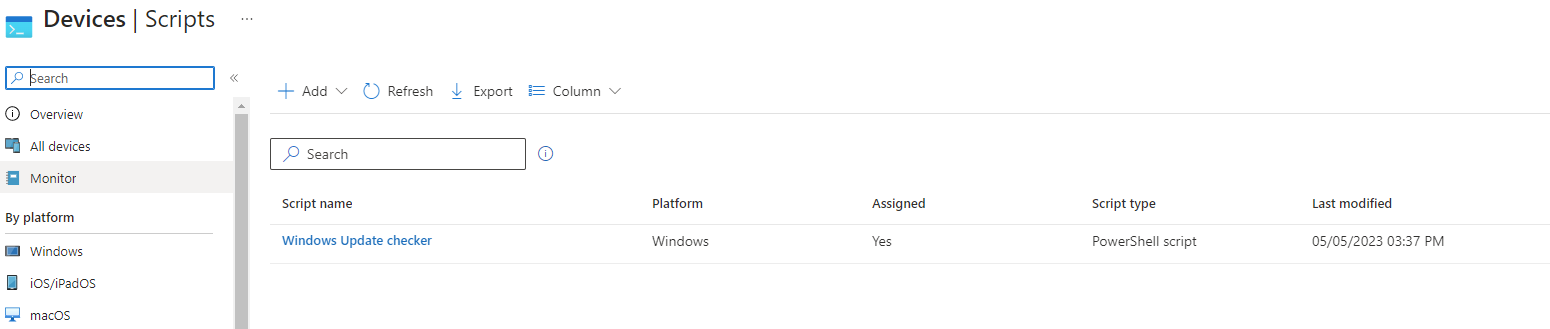 Devices | Scripts ...
Search «
Overview
All devices
Monitor
By platform
Windows
iOS/iPadOS
macOS
+ Add Refresh Export Column
Search
Script name Platform Assigned Script type Last modified
Windows Update checker Windows Yes PowerShell script 05/05/2023 03:37 PM